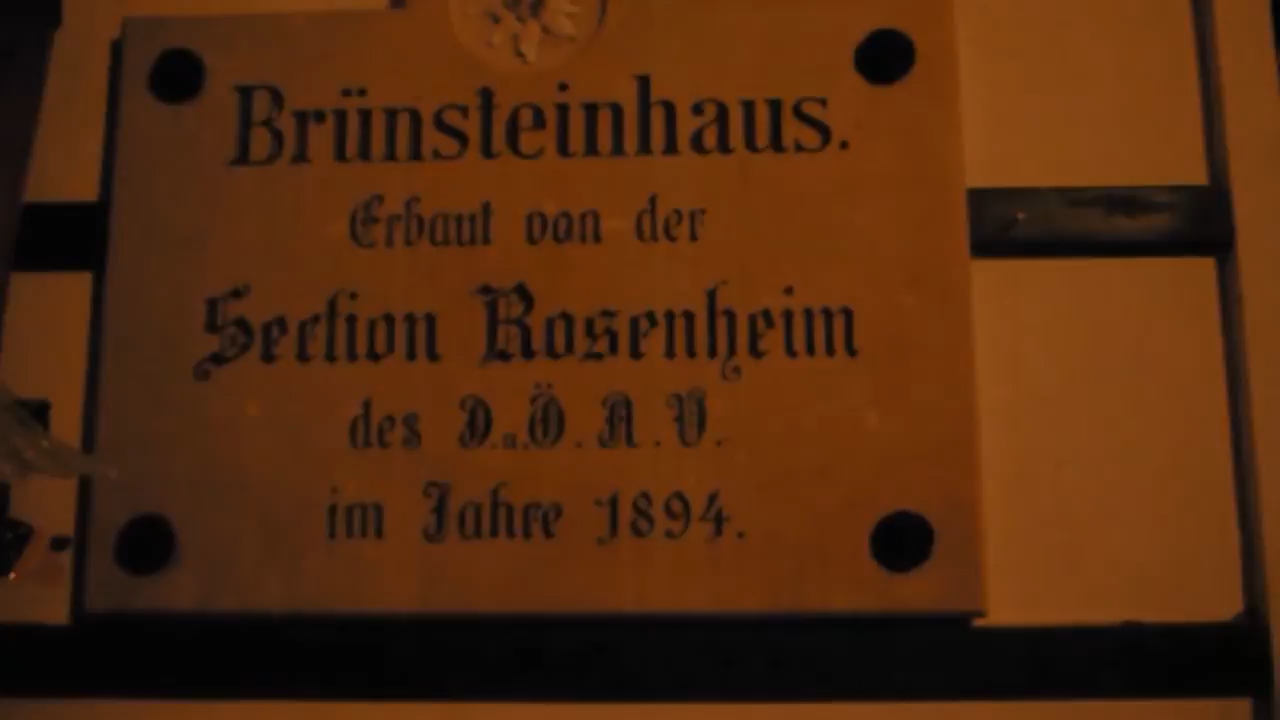 Brünsteinhaus.
Erbaut von der
Section Rosenheim
des D.u.Ö.A.V.
im Jahre 1894.